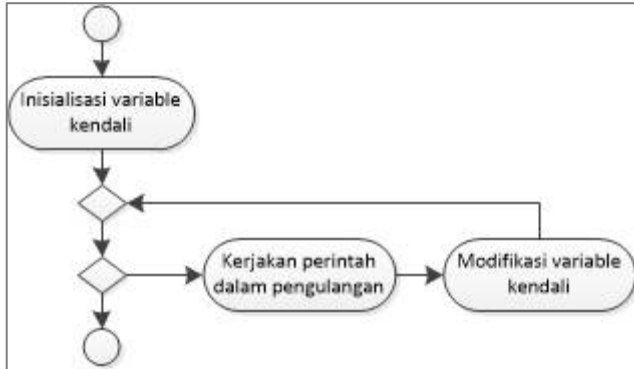 Inisialisasi variable
kendali
Kerjakan perintah
dalam pengulangan
Modifikasi variable
kendali